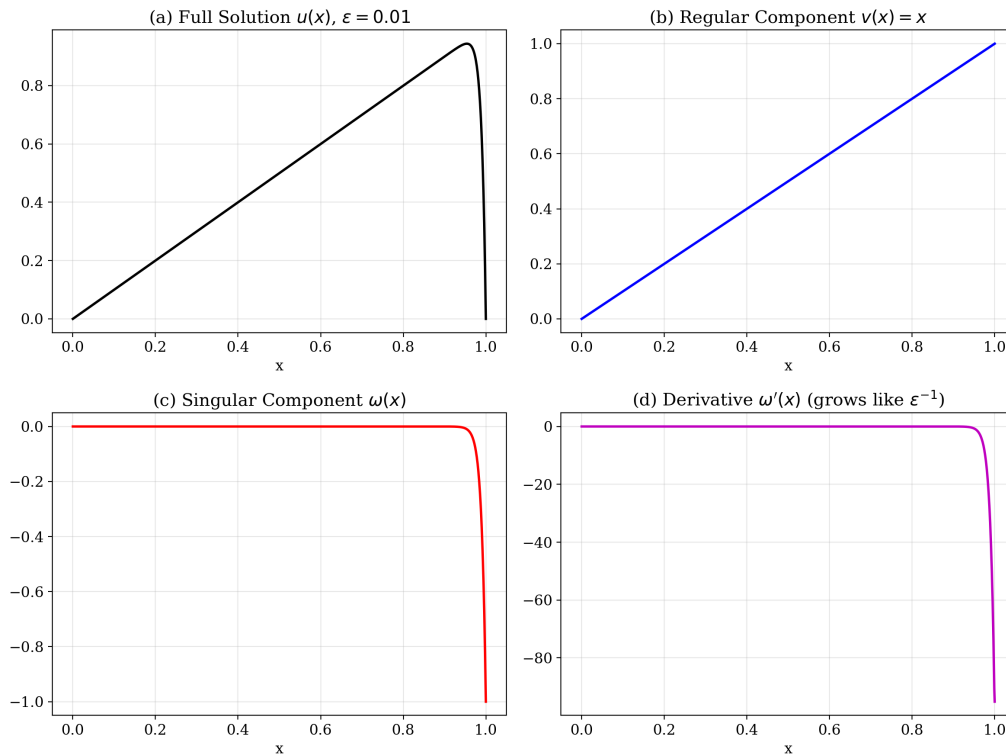 (a) Full Solution u(x), ε = 0.01
0.8
0.6
0.4
0.2
0.0
0.0 0.2 0.4 0.6 0.8 1.0
x
(b) Regular Component v(x) = x
1.0
0.8
0.6
0.4
0.2
0.0
0.0 0.2 0.4 0.6 0.8 1.0
x
(c) Singular Component ω(x)
0.0
−0.2
−0.4
−0.6
−0.8
−1.0
0.0 0.2 0.4 0.6 0.8 1.0
x
(d) Derivative ω′(x) (grows like ε⁻¹)
0
−20
−40
−60
−80
0.0 0.2 0.4 0.6 0.8 1.0
x